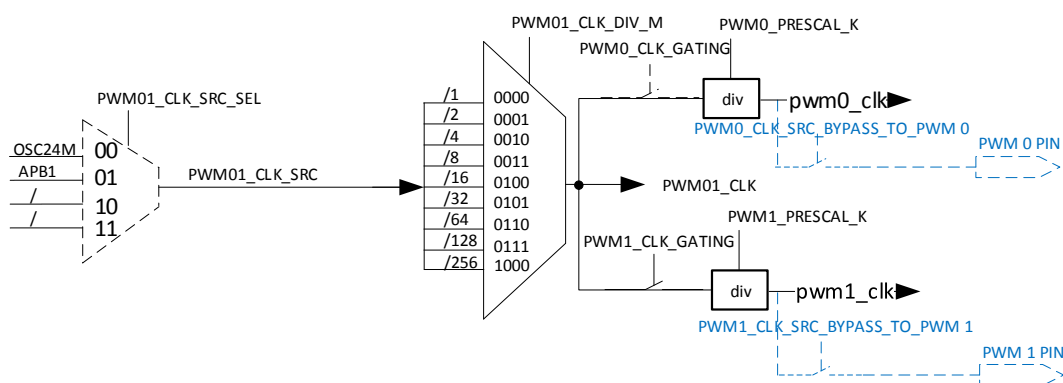 PWM01_CLK_DIV_M
PWM0_PRESCAL_K
PWM0_CLK_GATING
div
pwm0_clk
PWM0_CLK_SRC_BYPASS_TO_PWM 0
PWM 0 PIN
PWM01_CLK_SRC_SEL
OSC24M
APB1
/
/
00
01
10
11
PWM01_CLK_SRC
/1
/2
/4
/8
/16
/32
/64
/128
/256
0000
0001
0010
0011
0100
0101
0110
0111
1000
PWM01_CLK
PWM1_PRESCAL_K
PWM1_CLK_GATING
div
pwm1_clk
PWM1_CLK_SRC_BYPASS_TO_PWM 1
PWM 1 PIN